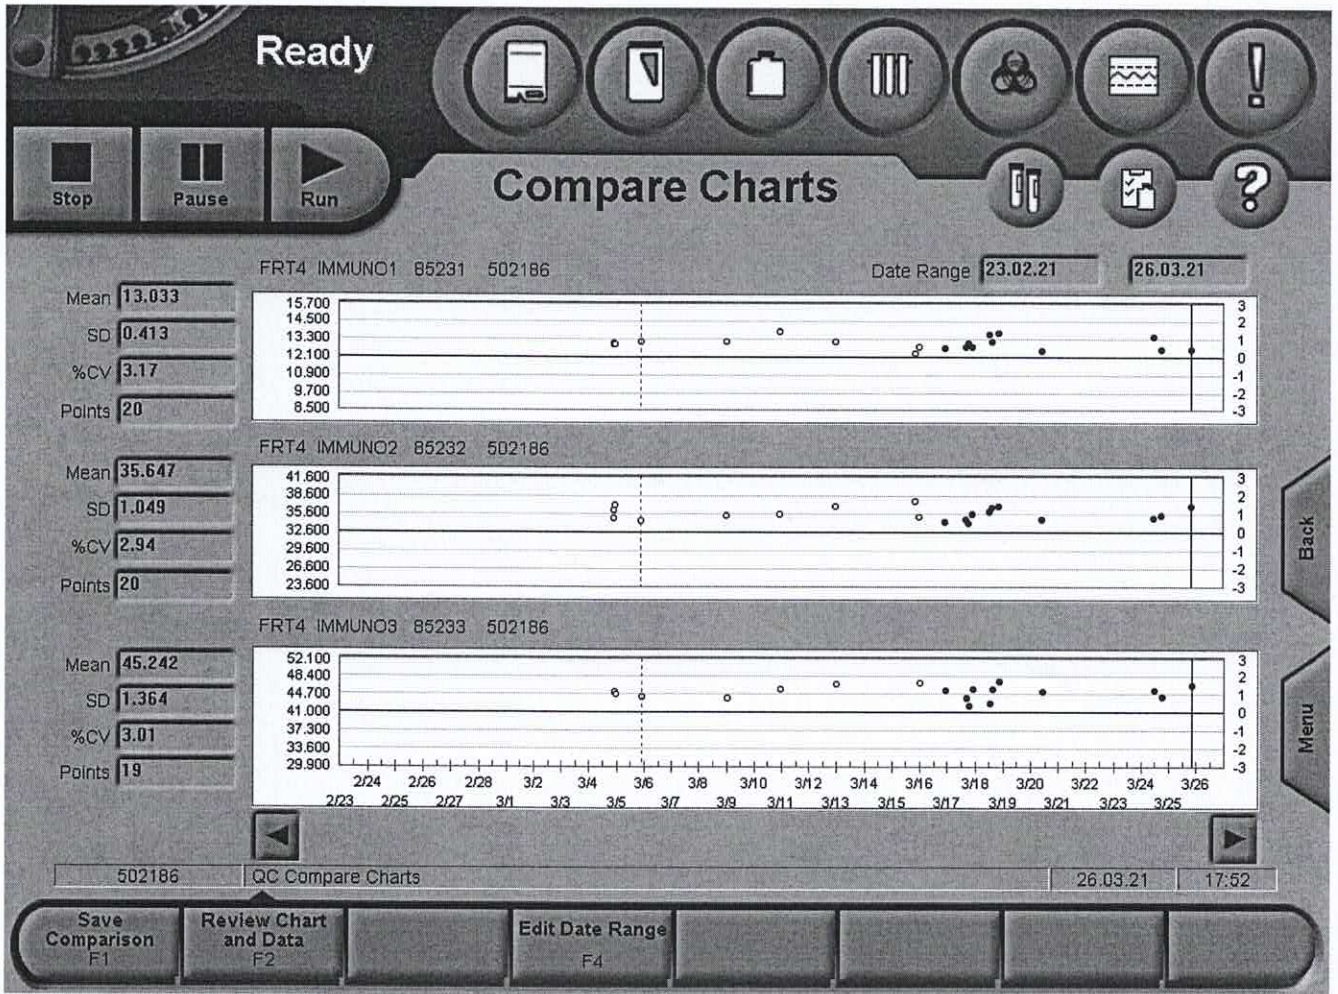 Ready
Stop
Pause
Run
Compare Charts
FRT4 IMMUNO1 85231 502186
Date Range 23.02.21 26.03.21
Mean 13.033
SD 0.413
%CV 3.17
Points 20
15.700
14.500
13.300
12.100
10.900
9.700
8.500
3
2
1
0
-1
-2
-3
FRT4 IMMUNO2 85232 502186
Mean 35.647
SD 1.049
%CV 2.94
Points 20
41.600
38.600
35.600
32.600
29.600
26.600
23.600
3
2
1
0
-1
-2
-3
Back
FRT4 IMMUNO3 85233 502186
Mean 45.242
SD 1.364
%CV 3.01
Points 19
52.100
48.400
44.700
41.000
37.300
33.600
29.900
3
2
1
0
-1
-2
-3
Menu
2/24 2/26 2/28 3/2 3/4 3/6 3/8 3/10 3/12 3/14 3/16 3/18 3/20 3/22 3/24 3/26
2/23 2/25 2/27 3/1 3/3 3/5 3/7 3/9 3/11 3/13 3/15 3/17 3/19 3/21 3/23 3/25
502186 QC Compare Charts 26.03.21 17:52
Save Comparison F1
Review Chart and Data F2
Edit Date Range F4